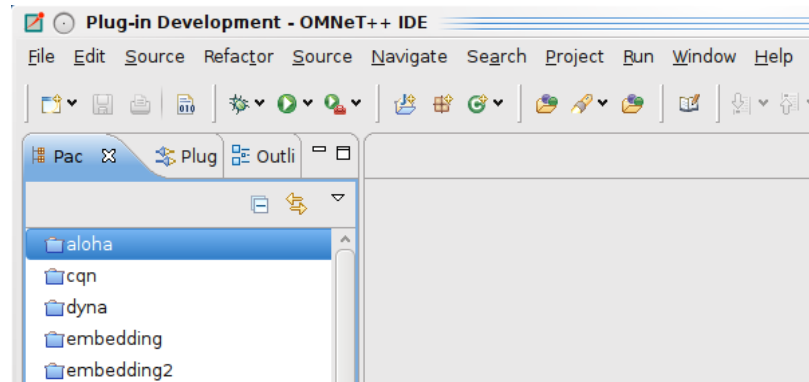 Plug-in Development - OMNeT++ IDE
File Edit Source Refactor Source Navigate Search Project Run Window Help
010
Pac Plug Outli
aloha
cqn
dyna
embedding
embedding2